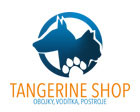 TANGERINE SHOP
OBOJKY, VODÍTKA, POSTROJE